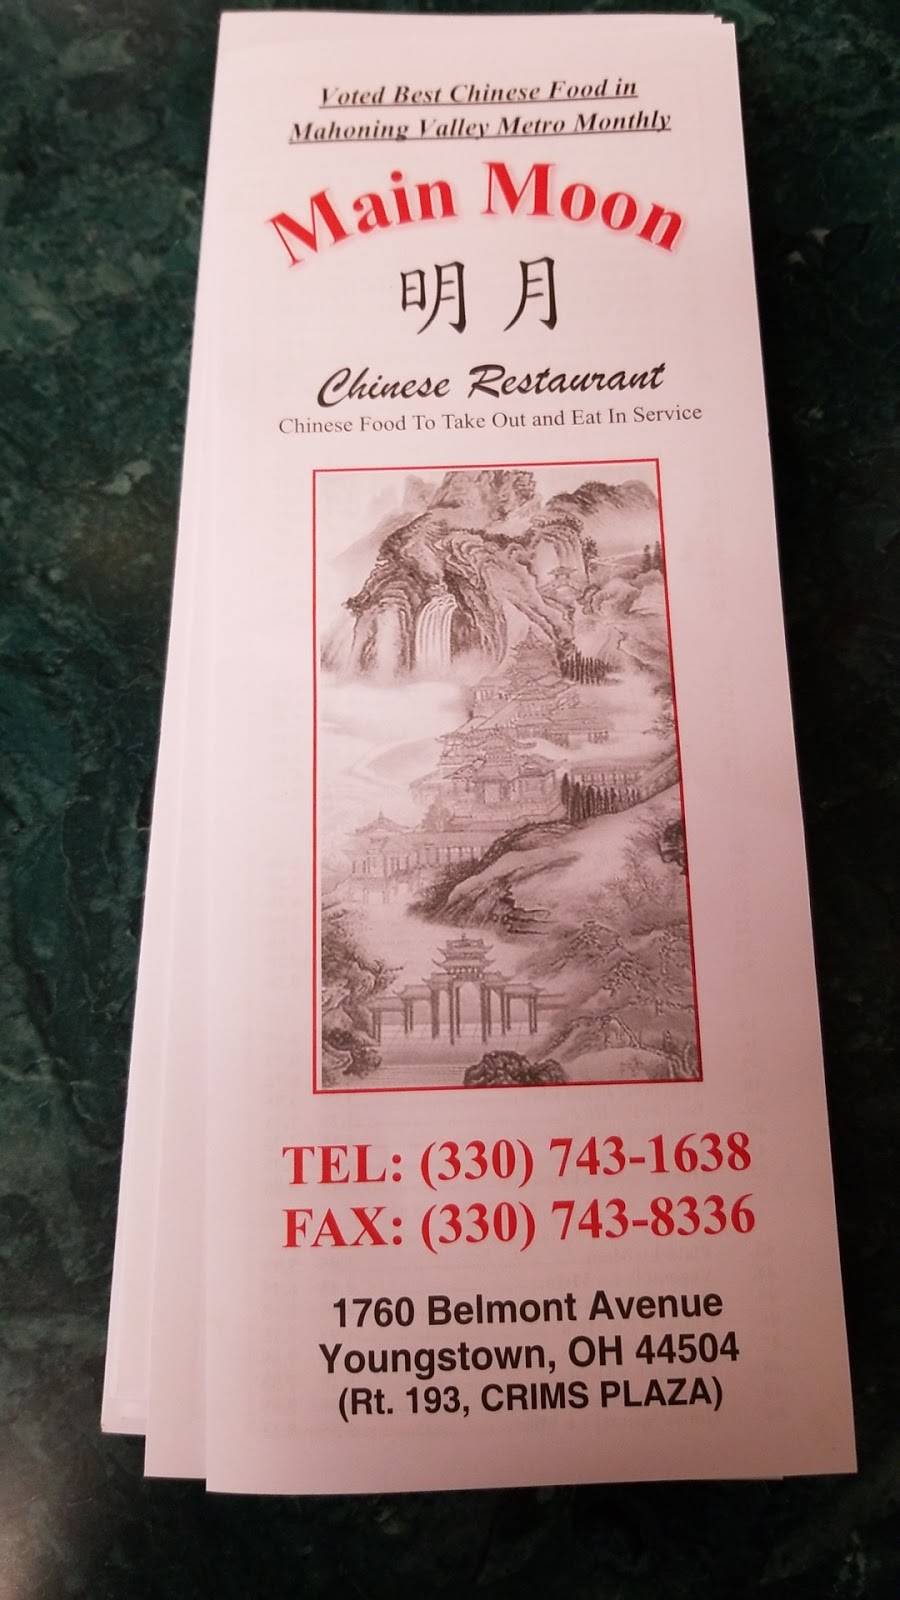 Voted Best Chinese Food in
Mahoning Valley Metro Monthly
Main Moon
明月
Chinese Restaurant
Chinese Food To Take Out and Eat In Service
TEL: (330) 743-1638
FAX: (330) 743-8336
1760 Belmont Avenue
Youngstown, OH 44504
(Rt. 193, CRIMS PLAZA)